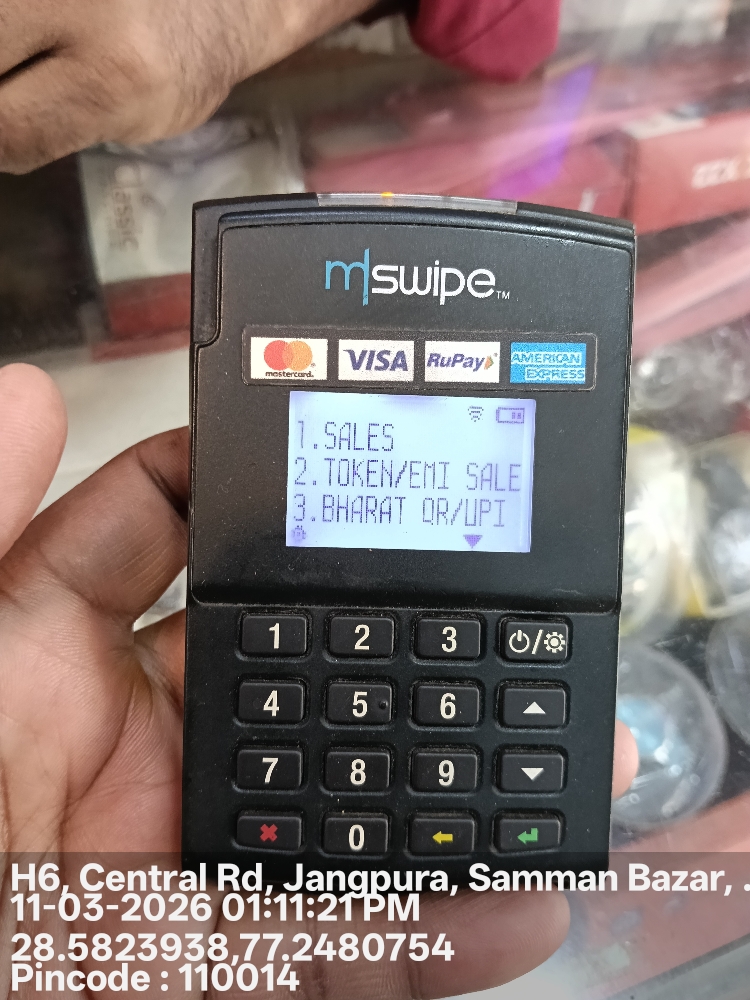 classic
mswipe™
mastercard.
VISA
RuPay
AMERICAN
EXPRESS
1.SALES
2.TOKEN/EMI SALE
3.BHARAT QR/UPI
1 2 3
4 5 6
7 8 9
0
H6, Central Rd, Jangpura, Samman Bazar, .
11-03-2026 01:11:21 PM
28.5823938,77.2480754
Pincode : 110014